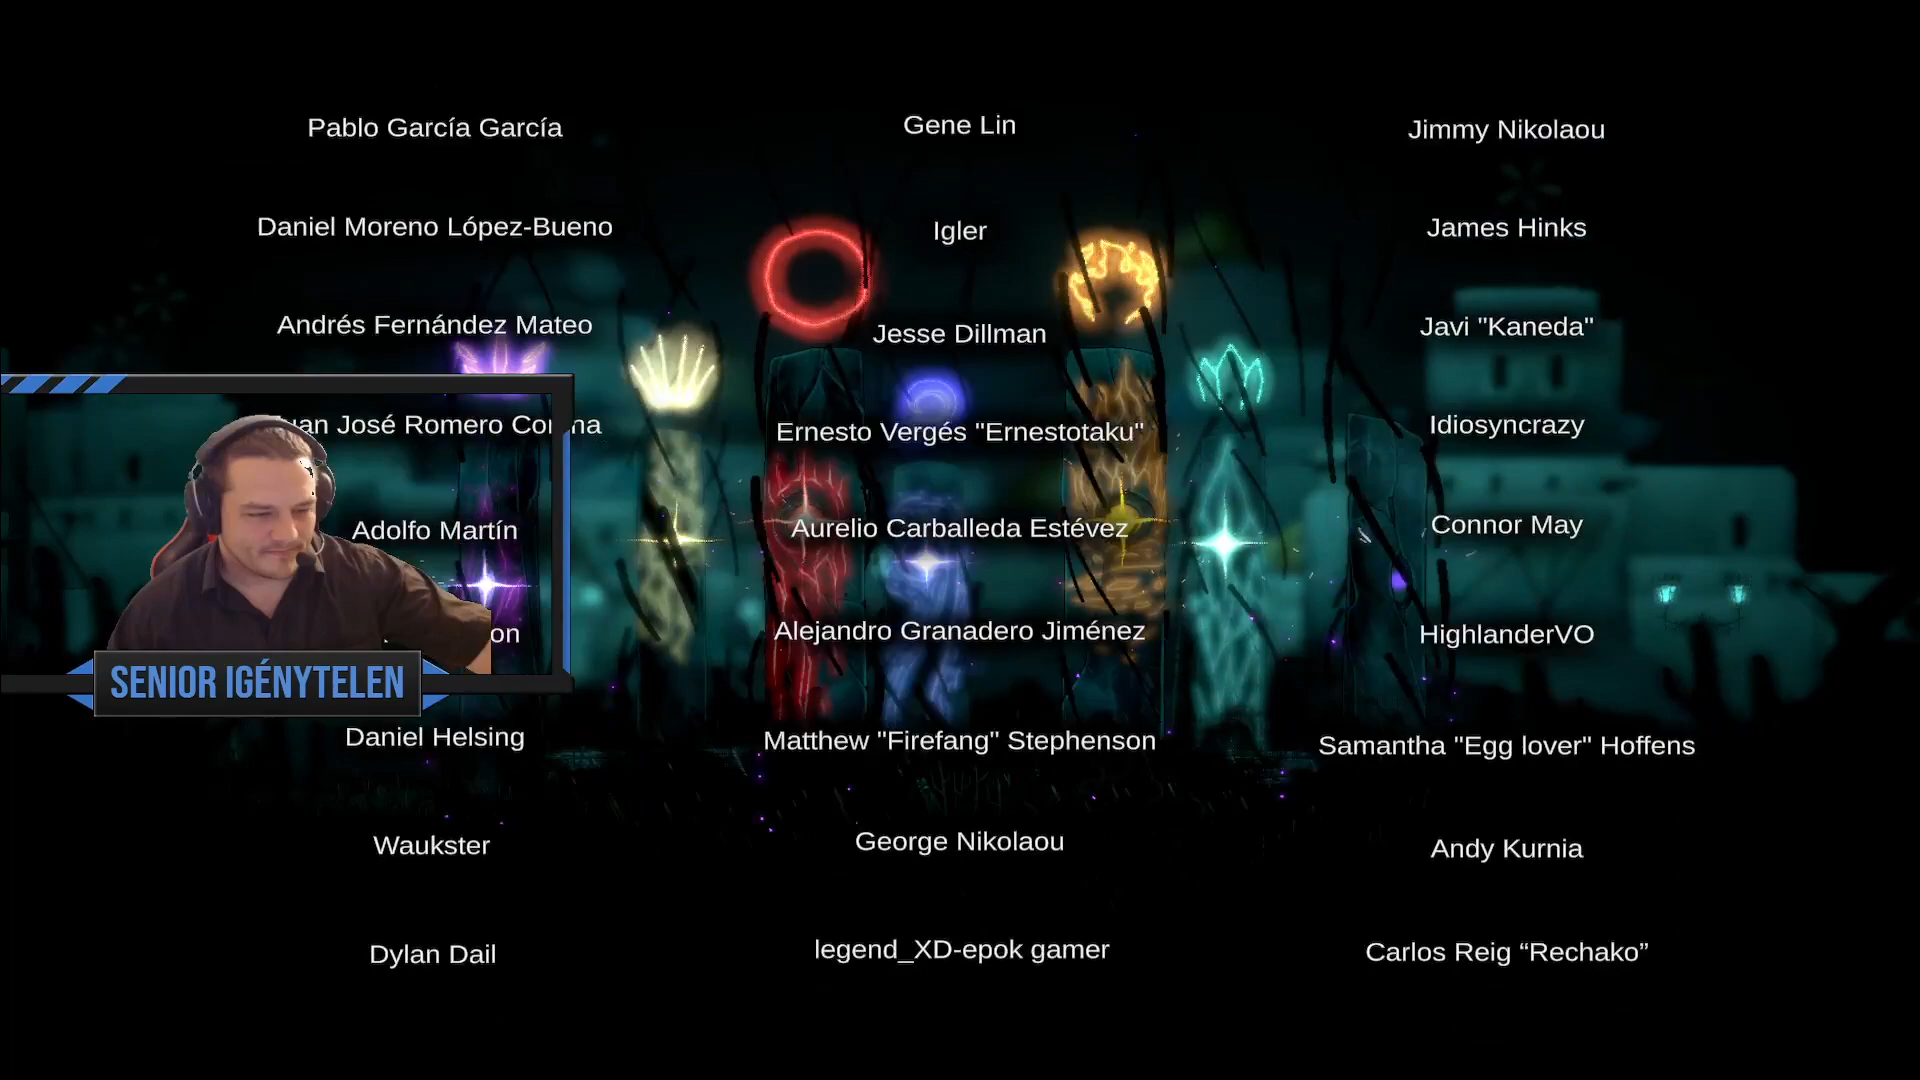 Pablo García García
Daniel Moreno López-Bueno
Andrés Fernández Mateo
José Romero
Adolfo Martín
SENIOR IGÉNYTELEN
Daniel Helsing
Waukster
Dylan Dail
Gene Lin
Igler
Jesse Dillman
Ernesto Vergés "Ernestotaku"
Aurelio Carballeda Estévez
Alejandro Granadero Jiménez
Matthew "Firefang" Stephenson
George Nikolaou
legend_XD-epok gamer
Jimmy Nikolaou
James Hinks
Javi "Kaneda"
Idiosyncrazy
Connor May
HighlanderVO
Samantha "Egg lover" Hoffens
Andy Kurnia
Carlos Reig “Rechako”